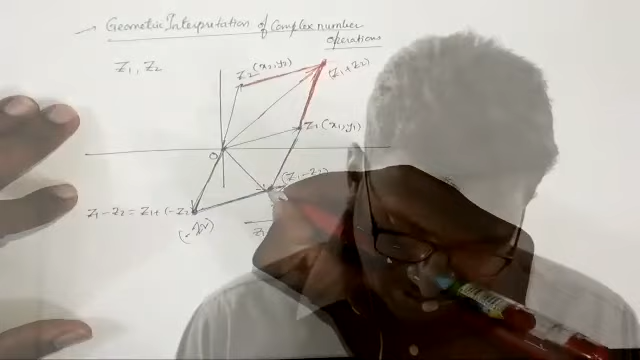 → Geometric Interpretation of Complex number
operations
Z1, Z2
Z2 (x2, y2)
(Z1 + Z2)
Z1 (x1, y1)
O
(Z1 - Z2)
Z1 - Z2 = Z1 + (-Z2)